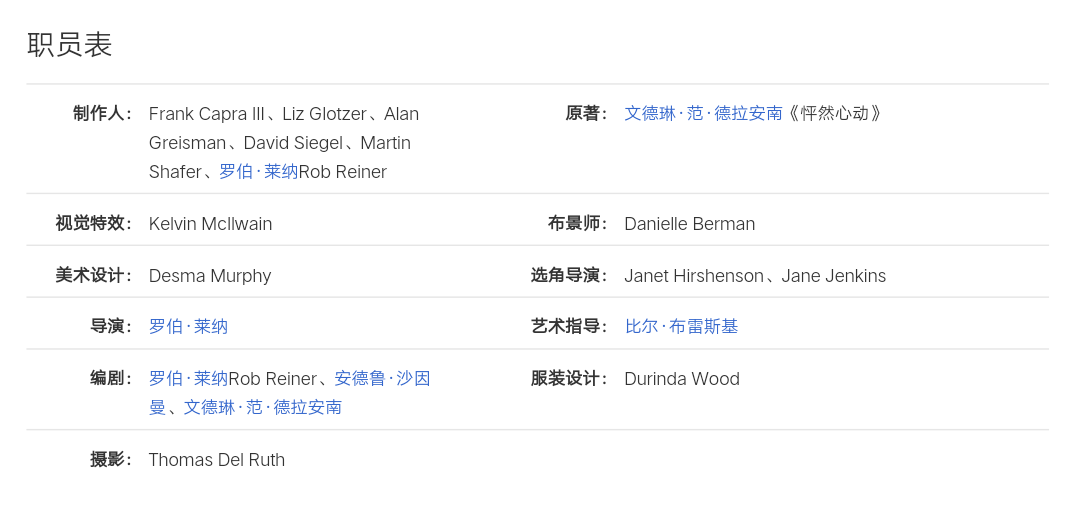 职员表
制作人： Frank Capra III、Liz Glotzer、Alan
Greisman、David Siegel、Martin
Shafer、罗伯·莱纳Rob Reiner
原著： 文德琳·范·德拉安南《怦然心动》
视觉特效： Kelvin McIlwain
布景师： Danielle Berman
美术设计： Desma Murphy
选角导演： Janet Hirshenson、Jane Jenkins
导演： 罗伯·莱纳
艺术指导： 比尔·布雷斯基
编剧： 罗伯·莱纳Rob Reiner、安德鲁·沙因
曼、文德琳·范·德拉安南
服装设计： Durinda Wood
摄影： Thomas Del Ruth